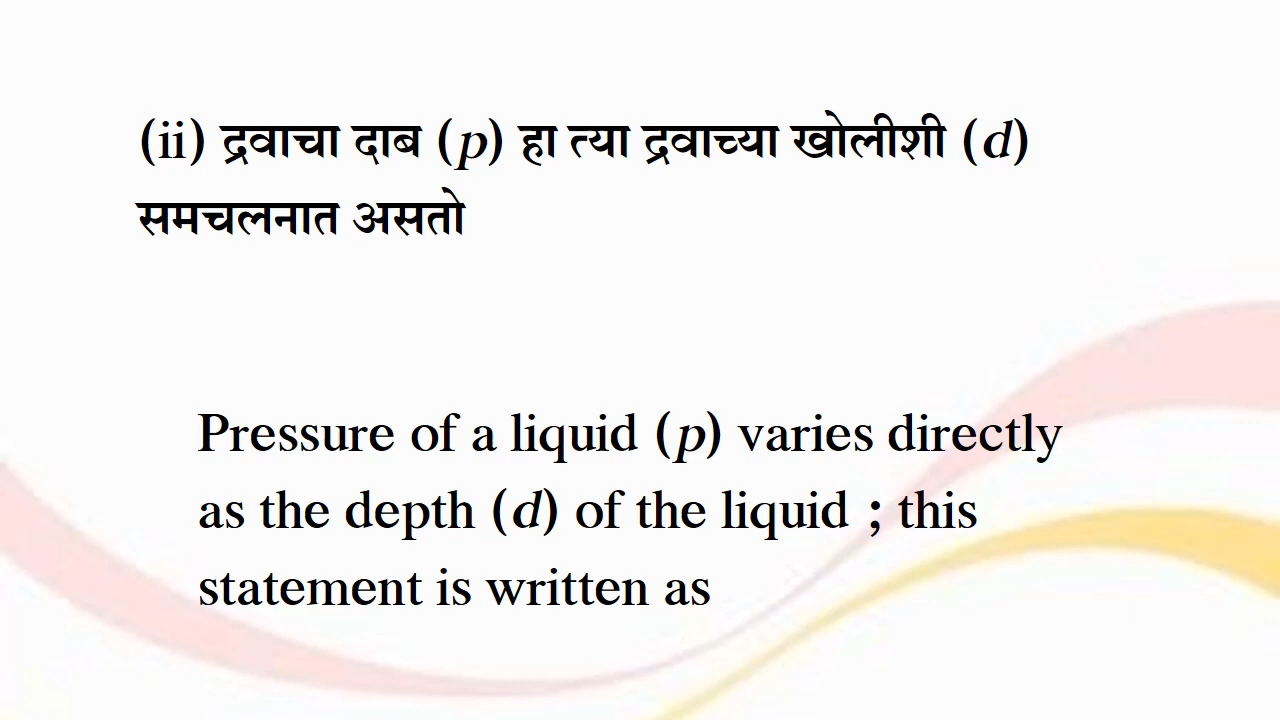 (ii) द्रवाचा दाब (p) हा त्या द्रवाच्या खोलीशी (d)
समचलनात असतो
Pressure of a liquid (p) varies directly
as the depth (d) of the liquid ; this
statement is written as